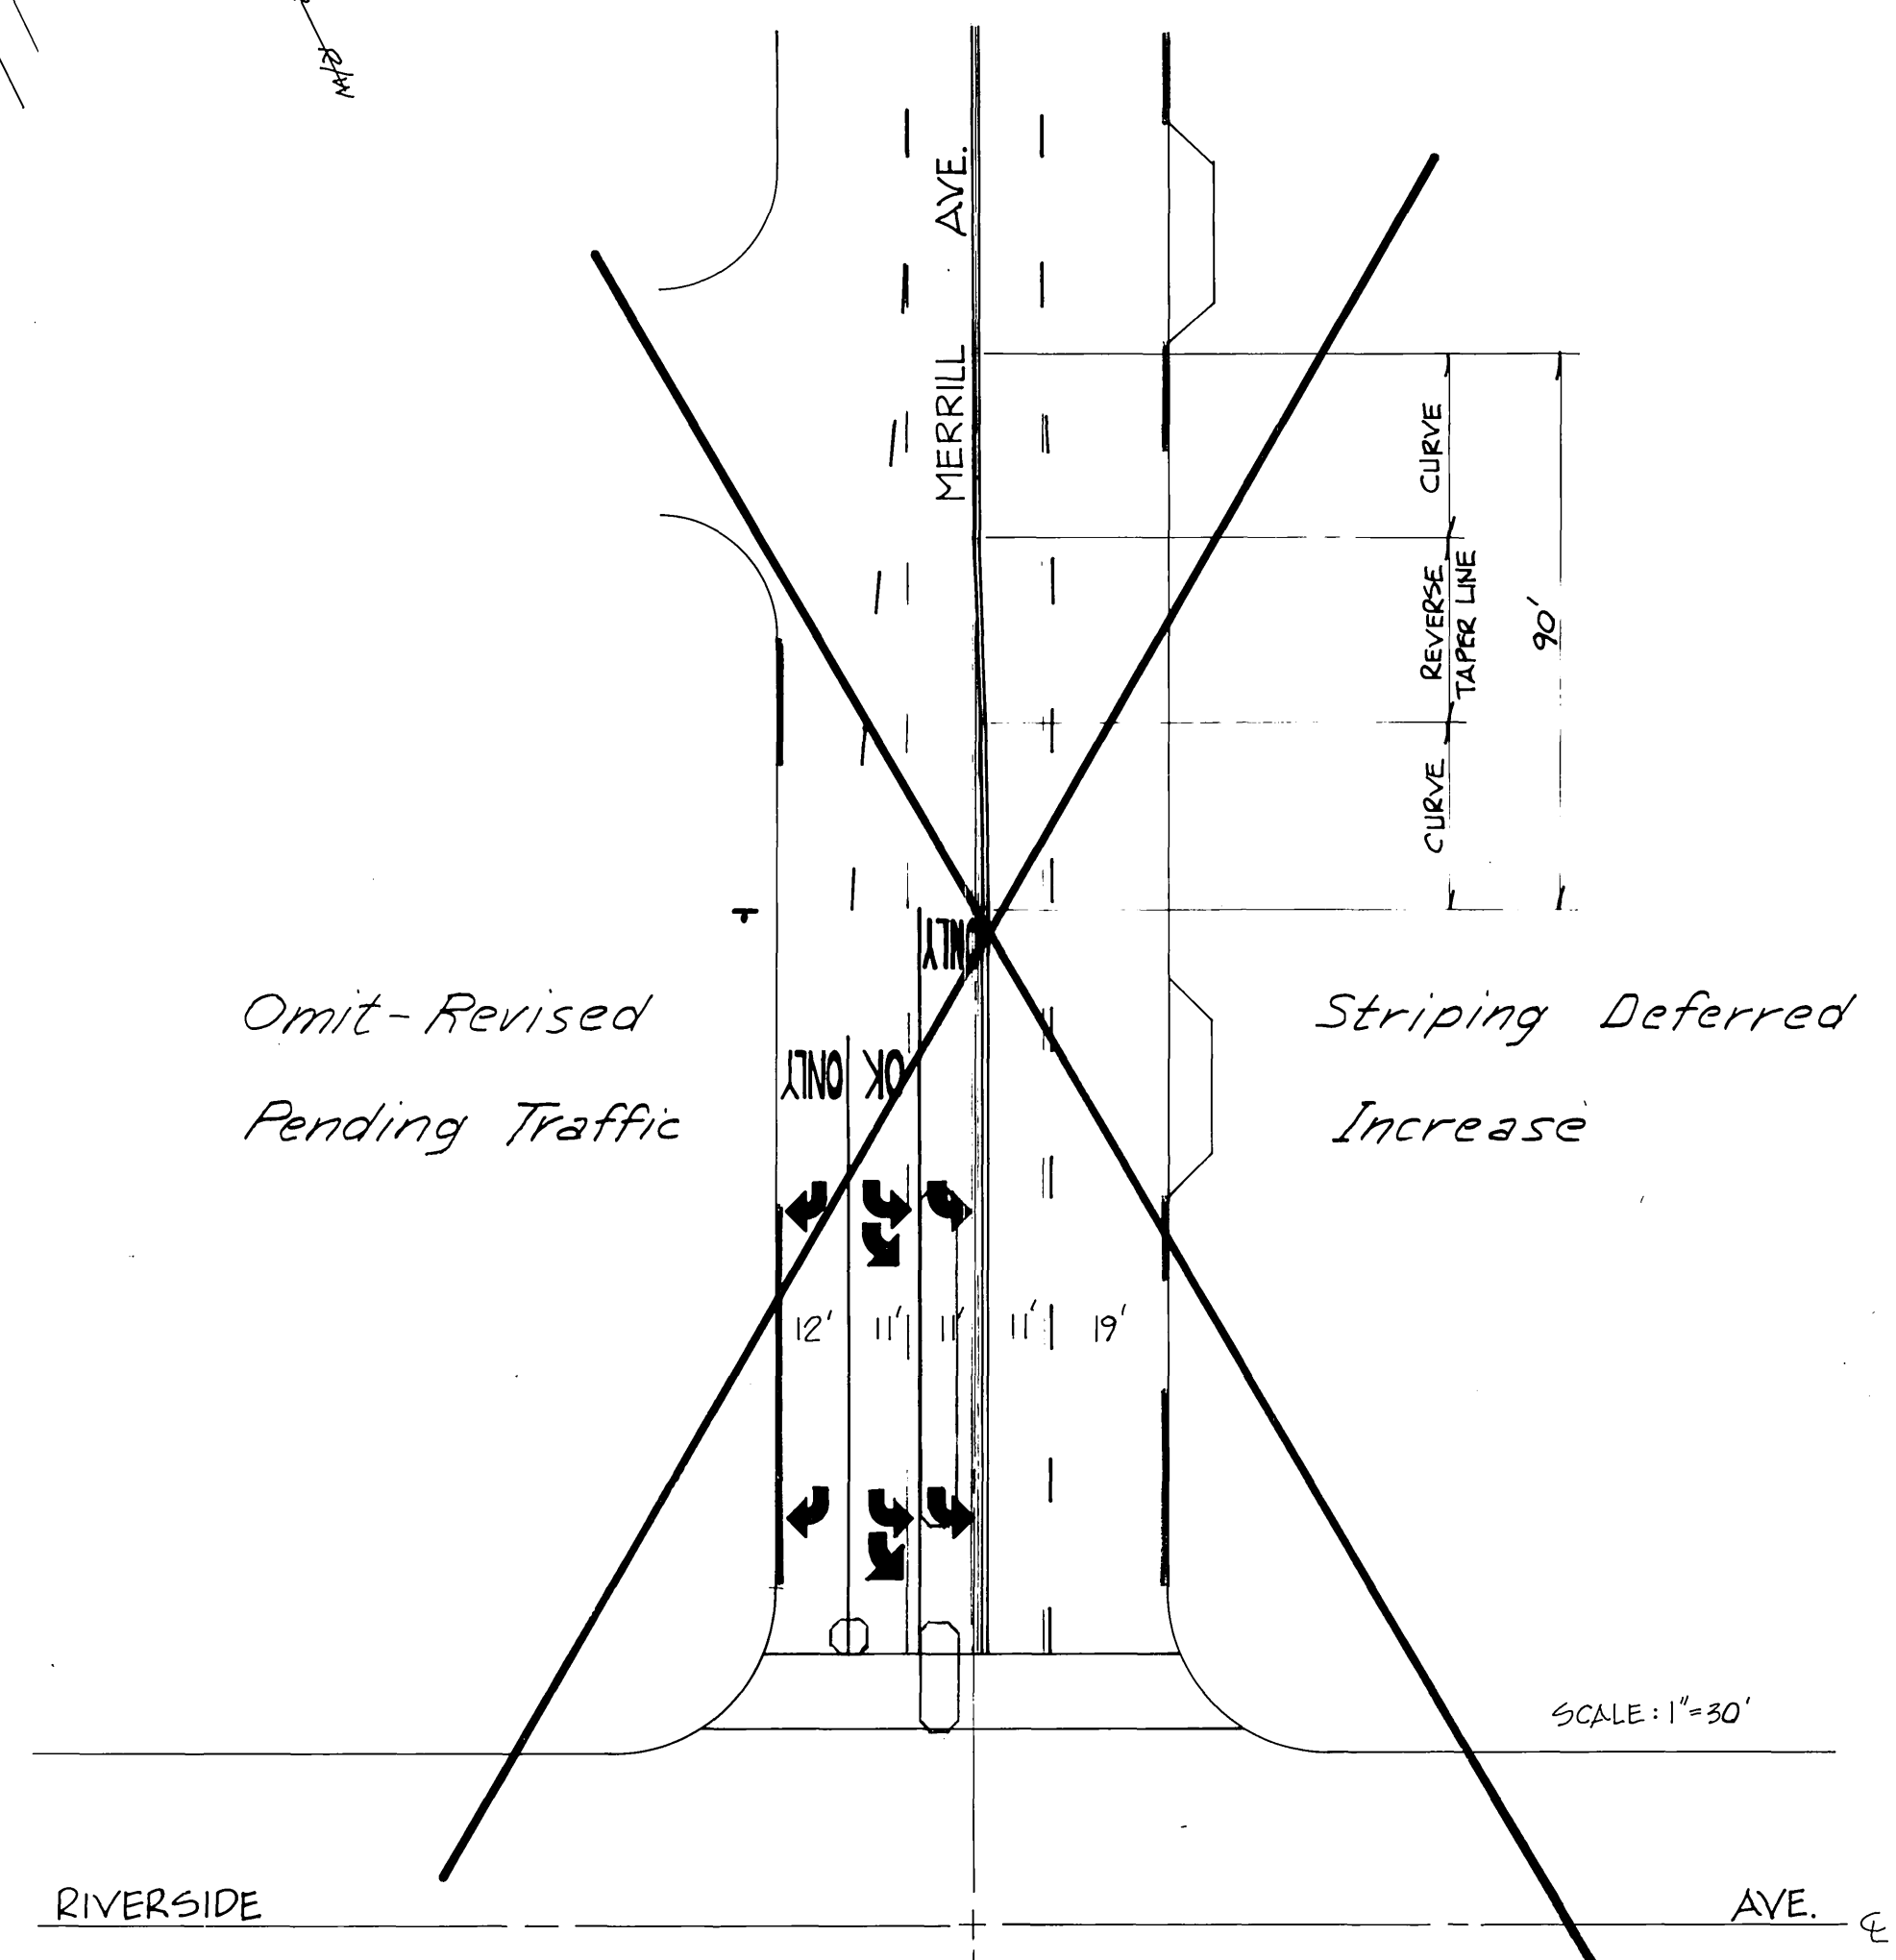 R/W
MERRILL AVE.
CURVE
REVERSE
TAPER LINE
CURVE
90'
ONLY
Omit-Revised Striping Deferred
ONLY OK
Pending Traffic Increase
12' 11' 11' 11' 19'
SCALE: 1"=30'
RIVERSIDE AVE. ℄